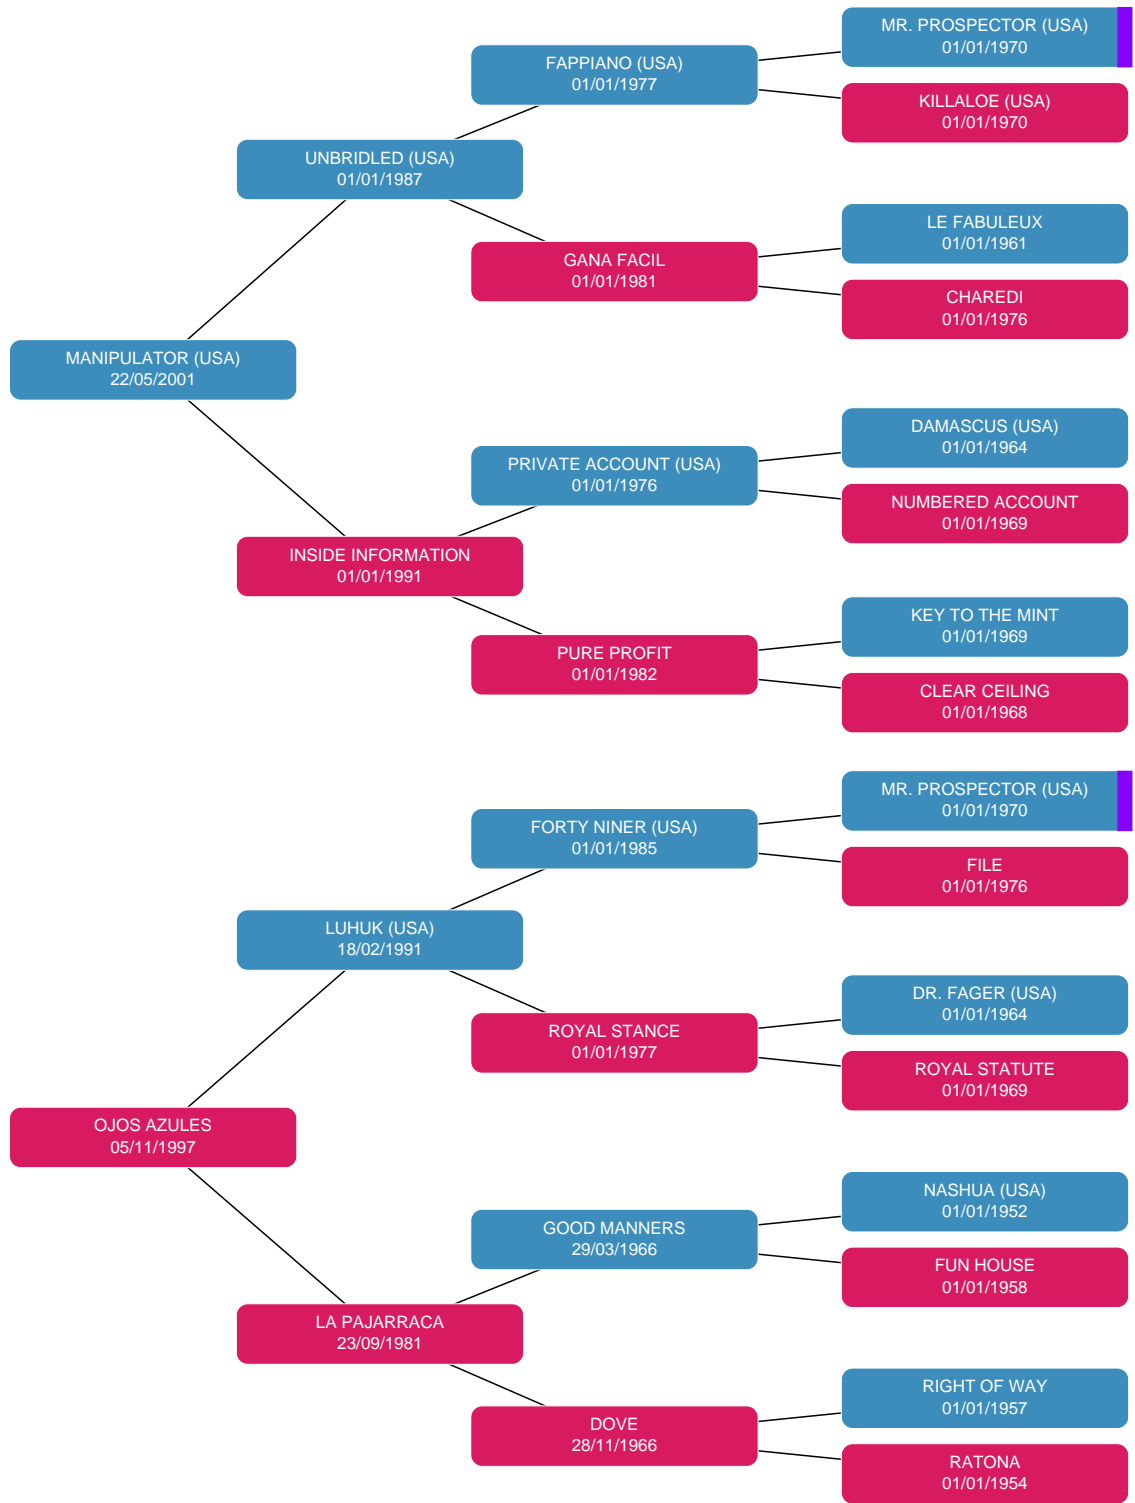 MR. PROSPECTOR (USA)
01/01/1970
FAPPIANO (USA)
01/01/1977
KILLALOE (USA)
01/01/1970
UNBRIDLED (USA)
01/01/1987
LE FABULEUX
01/01/1961
GANA FACIL
01/01/1981
CHAREDI
01/01/1976
MANIPULATOR (USA)
22/05/2001
DAMASCUS (USA)
01/01/1964
PRIVATE ACCOUNT (USA)
01/01/1976
NUMBERED ACCOUNT
01/01/1969
INSIDE INFORMATION
01/01/1991
KEY TO THE MINT
01/01/1969
PURE PROFIT
01/01/1982
CLEAR CEILING
01/01/1968
MR. PROSPECTOR (USA)
01/01/1970
FORTY NINER (USA)
01/01/1985
FILE
01/01/1976
LUHUK (USA)
18/02/1991
DR. FAGER (USA)
01/01/1964
ROYAL STANCE
01/01/1977
ROYAL STATUTE
01/01/1969
OJOS AZULES
05/11/1997
NASHUA (USA)
01/01/1952
GOOD MANNERS
29/03/1966
FUN HOUSE
01/01/1958
LA PAJARRACA
23/09/1981
RIGHT OF WAY
01/01/1957
DOVE
28/11/1966
RATONA
01/01/1954